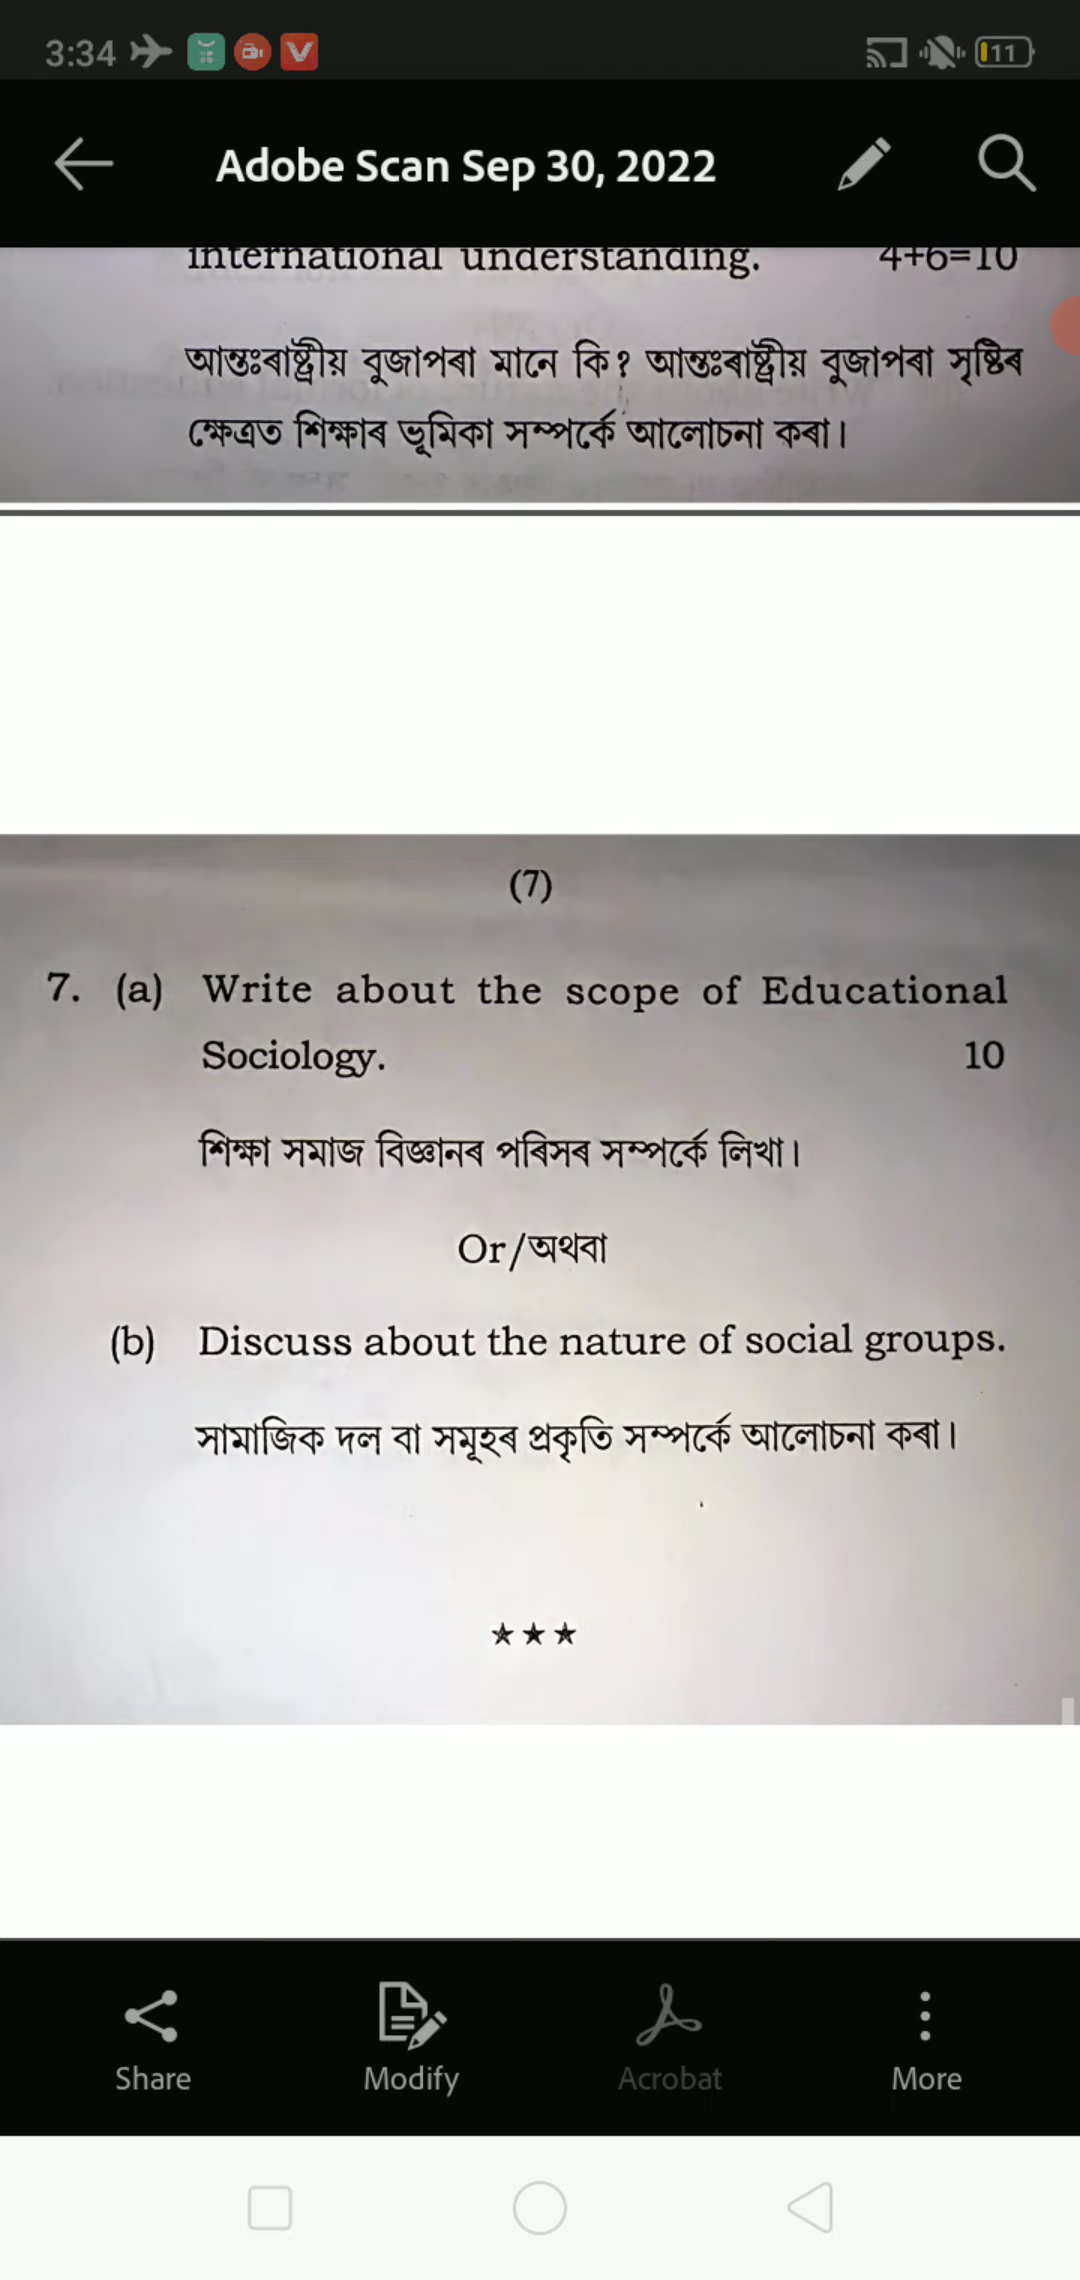 3:34
11
Adobe Scan Sep 30, 2022
international understanding. 4+6=10
আন্তঃৰাষ্ট্ৰীয় বুজাপৰা মানে কি? আন্তঃৰাষ্ট্ৰীয় বুজাপৰা সৃষ্টিৰ
ক্ষেত্ৰত শিক্ষাৰ ভূমিকা সম্পৰ্কে আলোচনা কৰা।
(7)
7. (a) Write about the scope of Educational
Sociology. 10
শিক্ষা সমাজ বিজ্ঞানৰ পৰিসৰ সম্পৰ্কে লিখা।
Or/অথবা
(b) Discuss about the nature of social groups.
সামাজিক দল বা সমূহৰ প্ৰকৃতি সম্পৰ্কে আলোচনা কৰা।
★★★
Share Modify Acrobat More